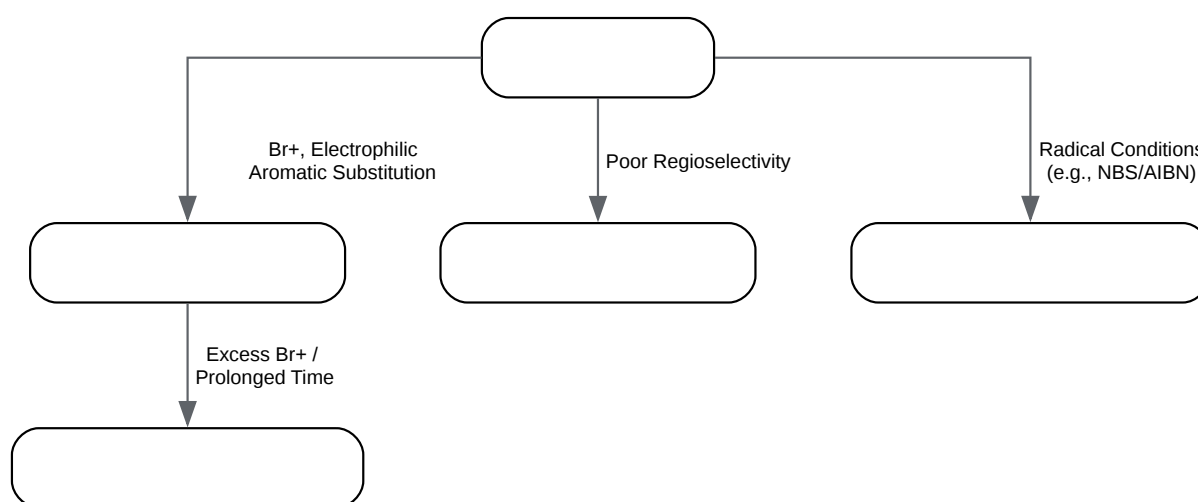 Br+, Electrophilic
Aromatic Substitution
Poor Regioselectivity
Radical Conditions
(e.g., NBS/AIBN)
Excess Br+ /
Prolonged Time